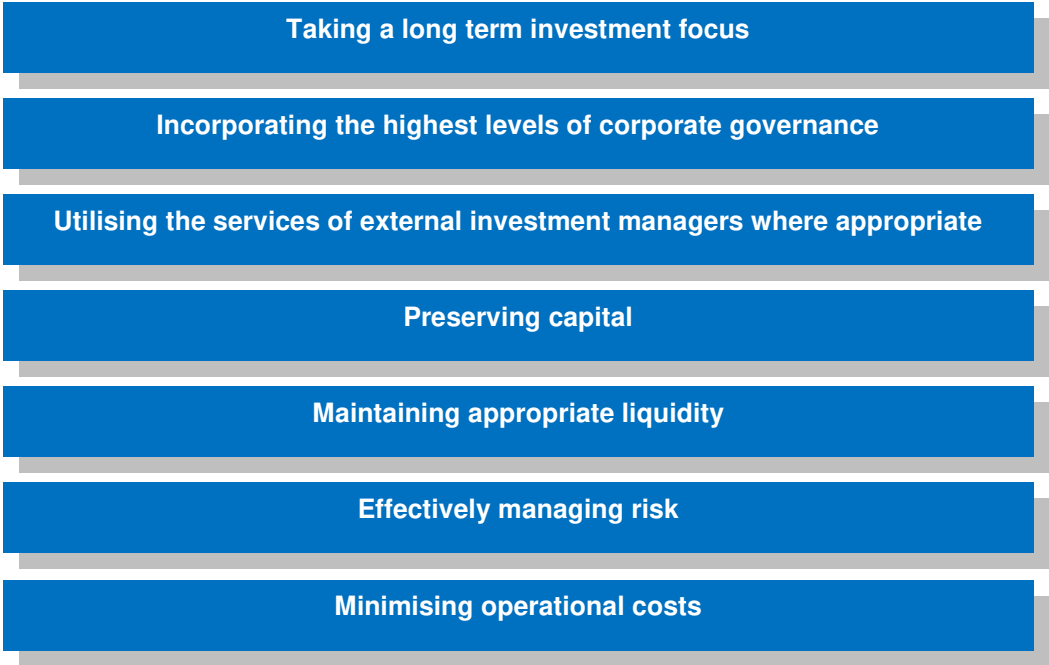 Taking a long term investment focus
Incorporating the highest levels of corporate governance
Utilising the services of external investment managers where appropriate
Preserving capital
Maintaining appropriate liquidity
Effectively managing risk
Minimising operational costs